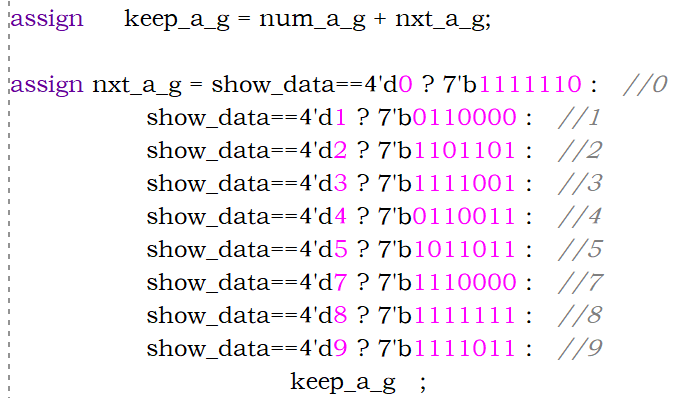 assign keep_a_g = num_a_g + nxt_a_g;
assign nxt_a_g = show_data==4'd0 ? 7'b1111110 : //0
show_data==4'd1 ? 7'b0110000 : //1
show_data==4'd2 ? 7'b1101101 : //2
show_data==4'd3 ? 7'b1111001 : //3
show_data==4'd4 ? 7'b0110011 : //4
show_data==4'd5 ? 7'b1011011 : //5
show_data==4'd7 ? 7'b1110000 : //7
show_data==4'd8 ? 7'b1111111 : //8
show_data==4'd9 ? 7'b1111011 : //9
keep_a_g ;